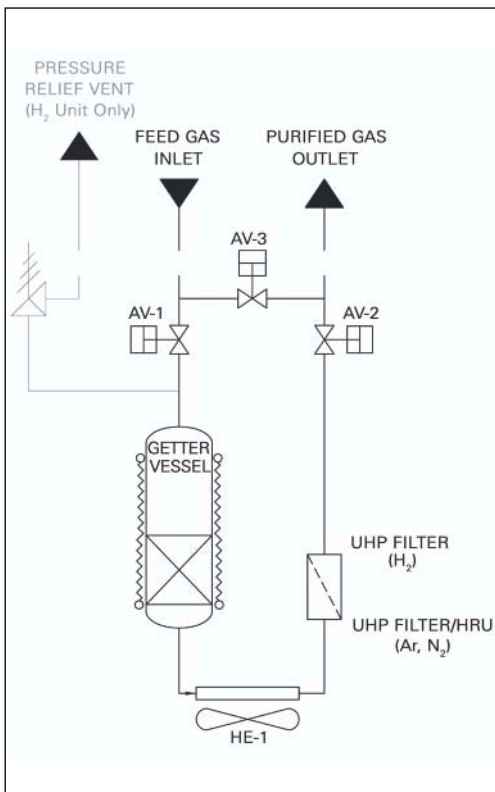 PRESSURE
RELIEF VENT
(H₂ Unit Only)
FEED GAS
INLET
PURIFIED GAS
OUTLET
AV-3
AV-1
AV-2
GETTER
VESSEL
UHP FILTER
(H₂)
UHP FILTER/HRU
(Ar, N₂)
HE-1